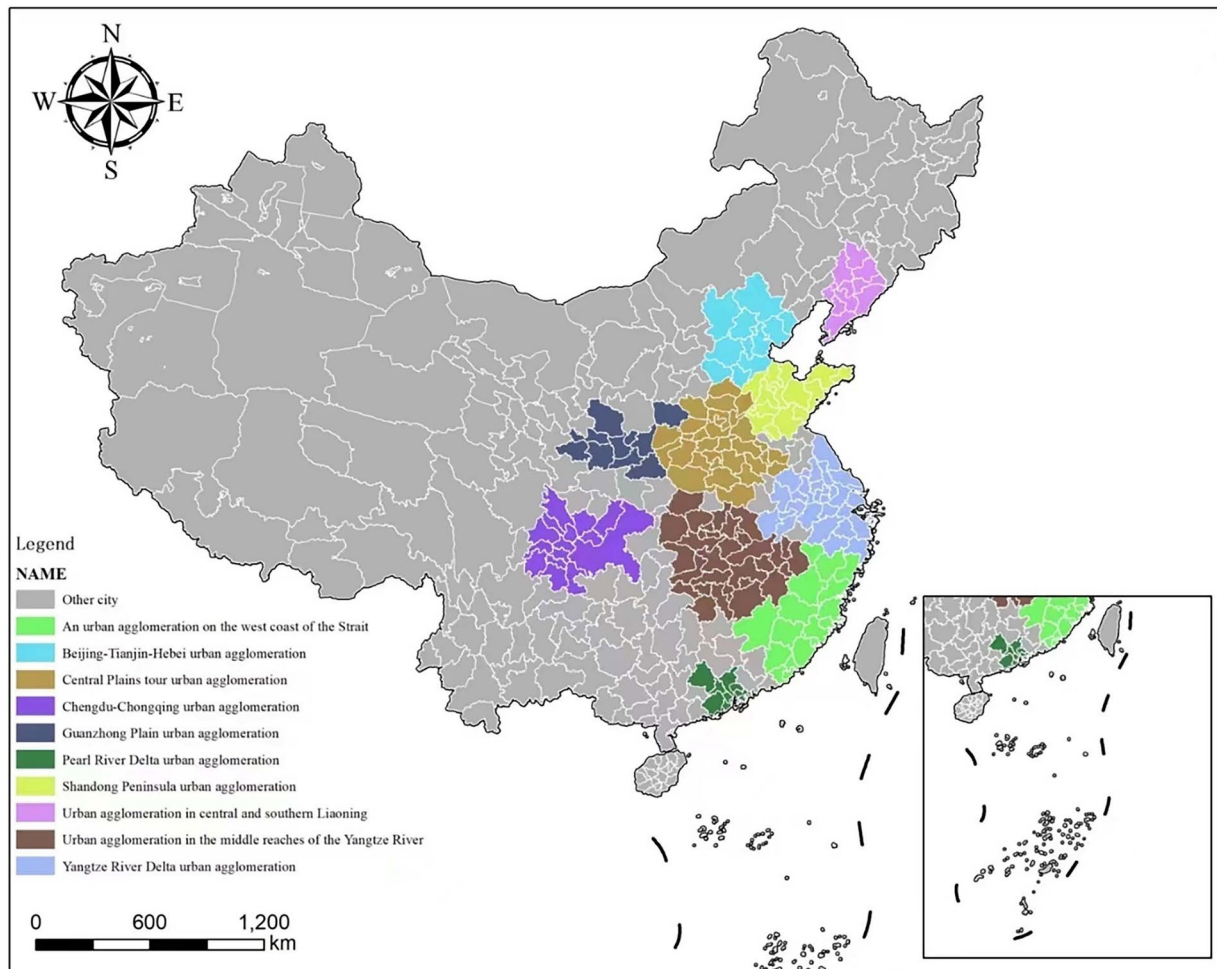 N
W E
S
Legend
NAME
Other city
An urban agglomeration on the west coast of the Strait
Beijing-Tianjin-Hebei urban agglomeration
Central Plains tour urban agglomeration
Chengdu-Chongqing urban agglomeration
Guanzhong Plain urban agglomeration
Pearl River Delta urban agglomeration
Shandong Peninsula urban agglomeration
Urban agglomeration in central and southern Liaoning
Urban agglomeration in the middle reaches of the Yangtze River
Yangtze River Delta urban agglomeration
0 600 1,200
km